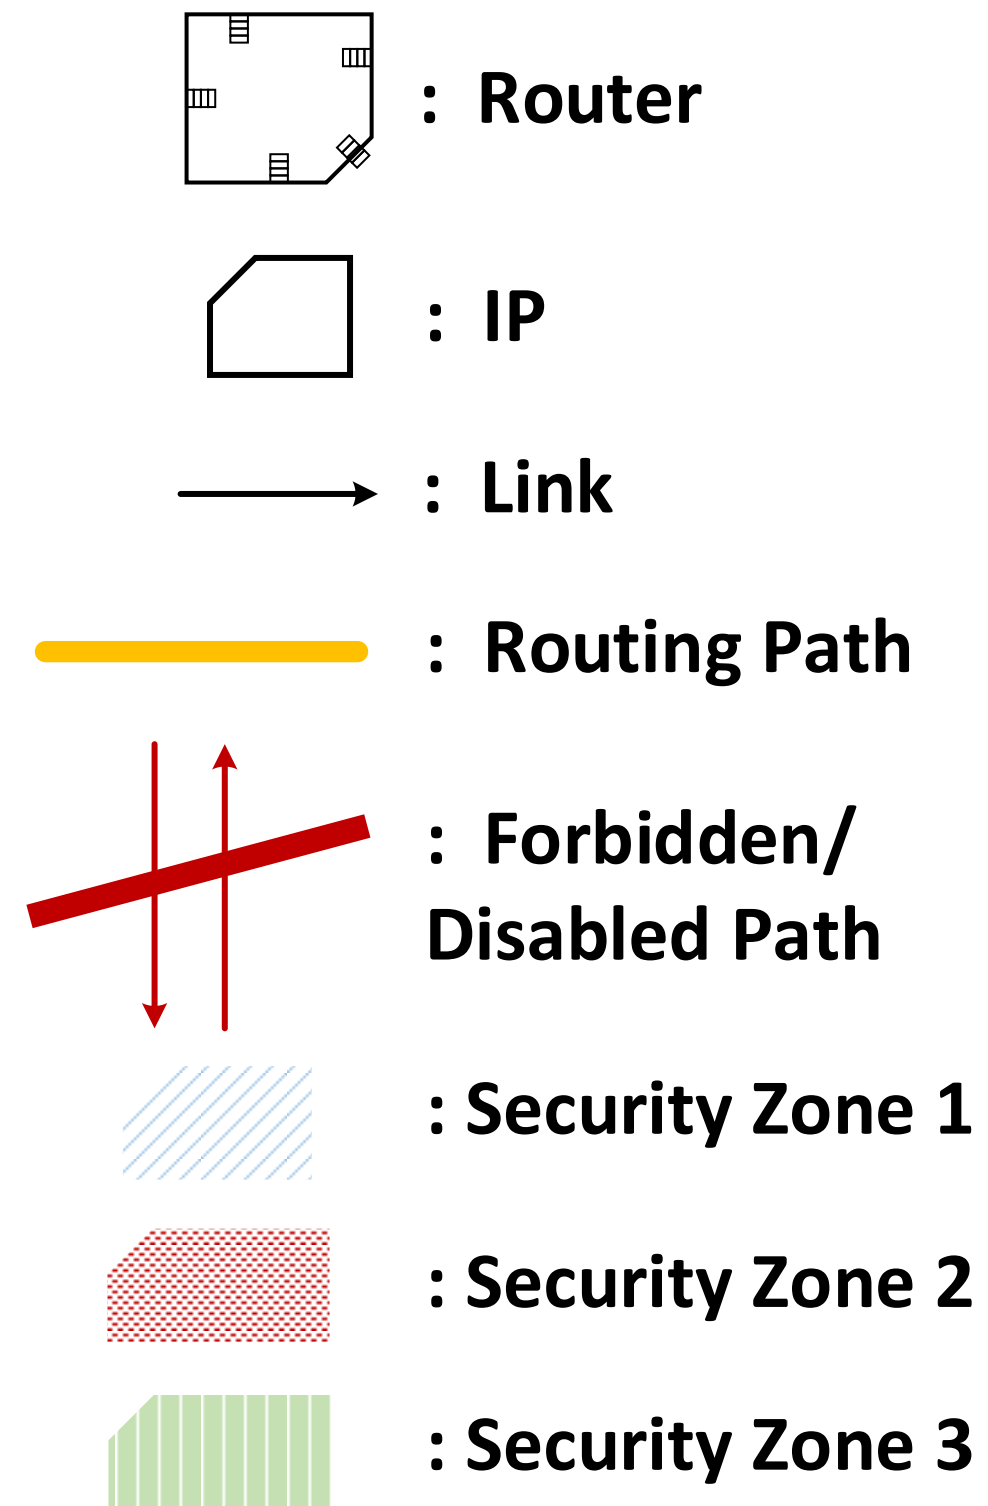 : Router
: IP
: Link
: Routing Path
: Forbidden/
Disabled Path
: Security Zone 1
: Security Zone 2
: Security Zone 3